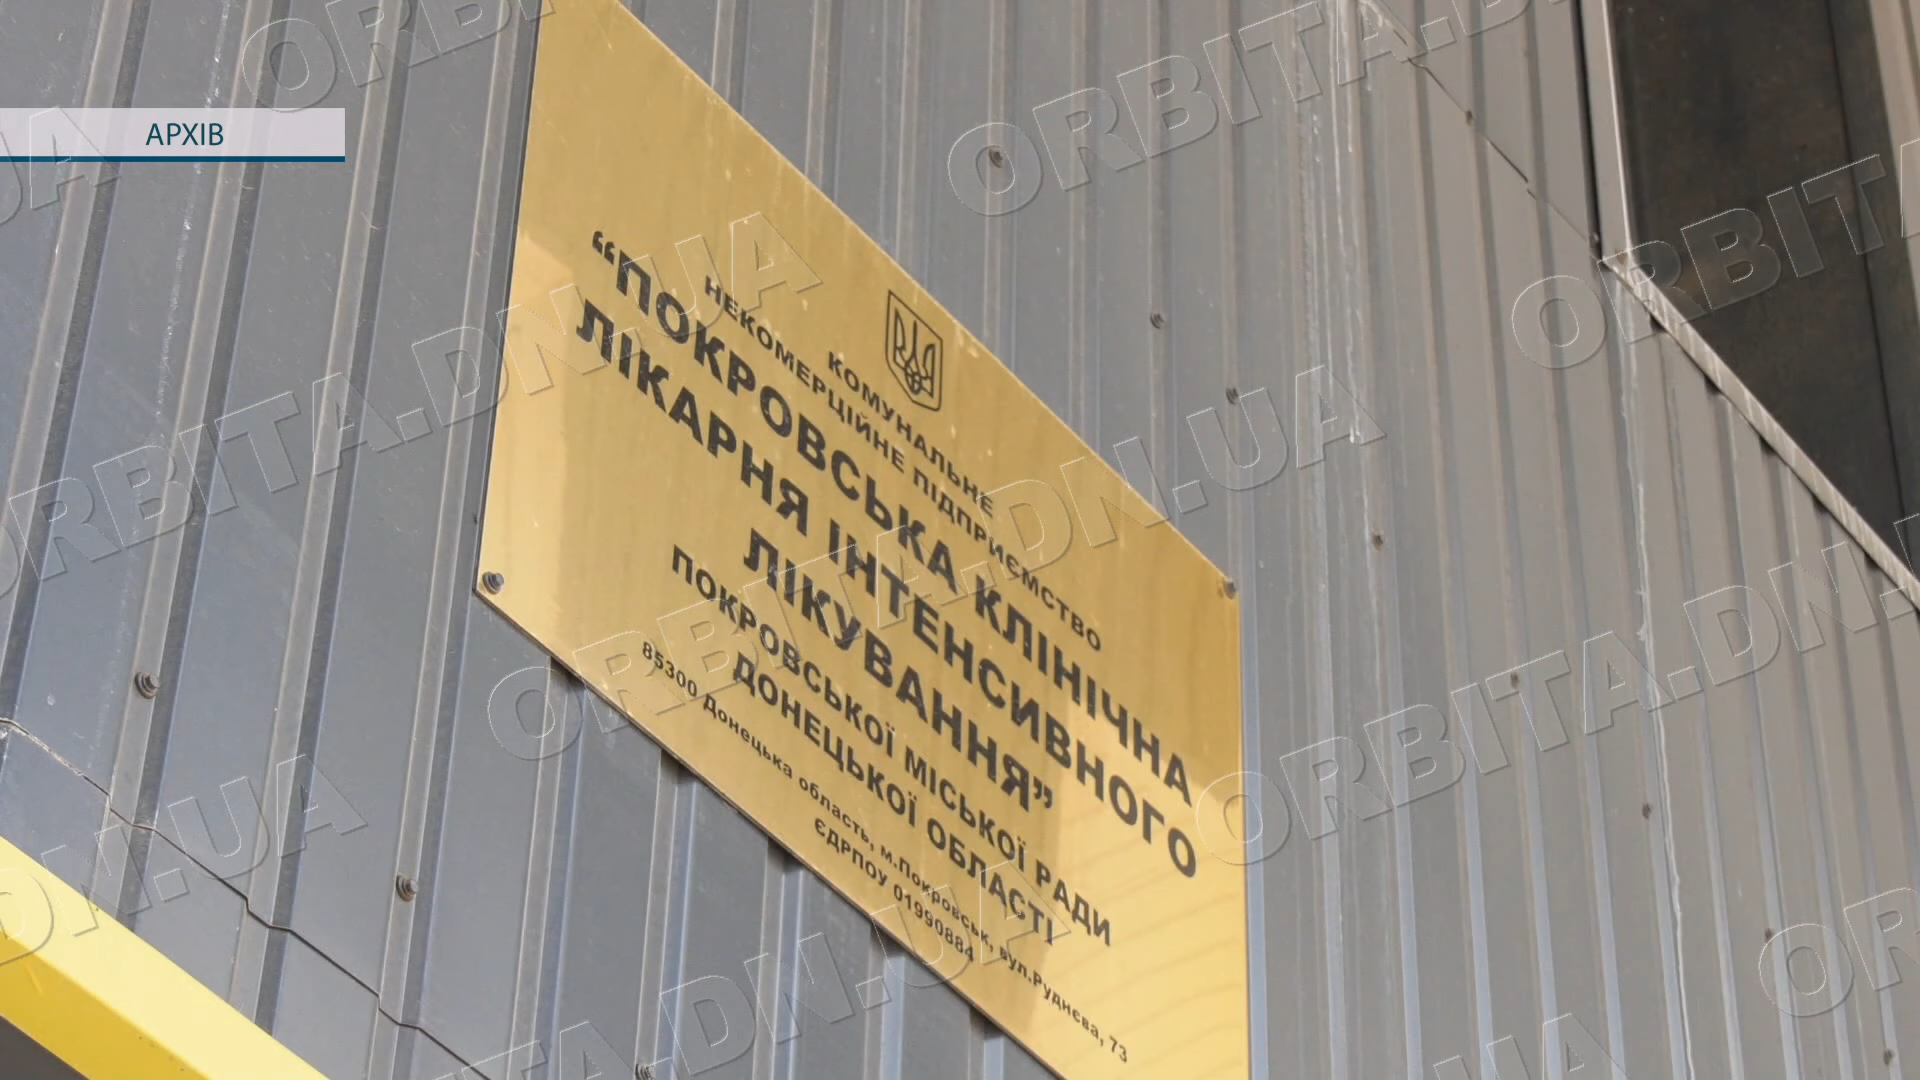 АРХІВ
КОМУНАЛЬНЕ
НЕКОМЕРЦІЙНЕ ПІДПРИЄМСТВО
“ПОКРОВСЬКА КЛІНІЧНА
ЛІКАРНЯ ІНТЕНСИВНОГО
ЛІКУВАННЯ”
ПОКРОВСЬКОЇ МІСЬКОЇ РАДИ
ДОНЕЦЬКОЇ ОБЛАСТІ
85300 Донецька область, м.Покровськ, вул.Руднєва, 73
ЄДРПОУ 01990884
ORBITA.DN.UA